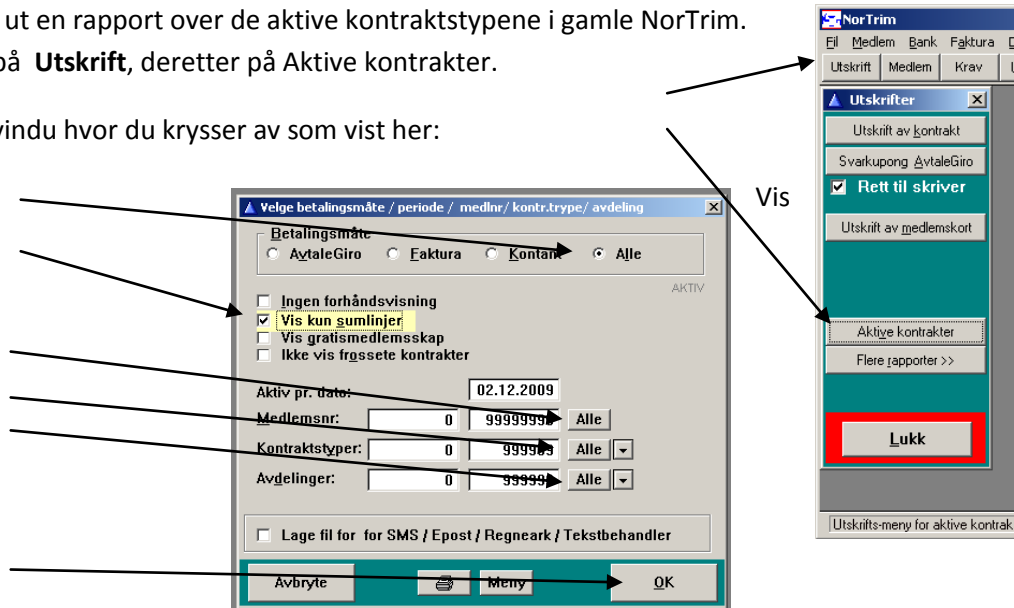 ut en rapport over de aktive kontraktstypene i gamle NorTrim.
på Utskrift, deretter på Aktive kontrakter.
vindu hvor du krysser av som vist her:
Vis
NorTrim
Fil Medlem Bank Faktura
Utskrift Medlem Krav
Utskrifter
Utskrift av kontrakt
Svarkupong AvtaleGiro
Rett til skriver
Utskrift av medlemskort
Aktive kontrakter
Flere rapporter >>
Lukk
Utskrifts-meny for aktive kontrak
Velge betalingsmåte / periode / medlnr/ kontr.trype/ avdeling
Betalingsmåte
AvtaleGiro Faktura Kontant Alle
AKTIV
Ingen forhåndsvisning
Vis kun sumlinjer
Vis gratismedlemsskap
Ikke vis frøssete kontrakter
Aktiv pr. dato: 02.12.2009
Medlemsnr: 0 99999999 Alle
Kontraktstyper: 0 999999 Alle
Avdelinger: 0 999999 Alle
Lage fil for for SMS / Epost / Regneark / Tekstbehandler
Avbryte Meny OK